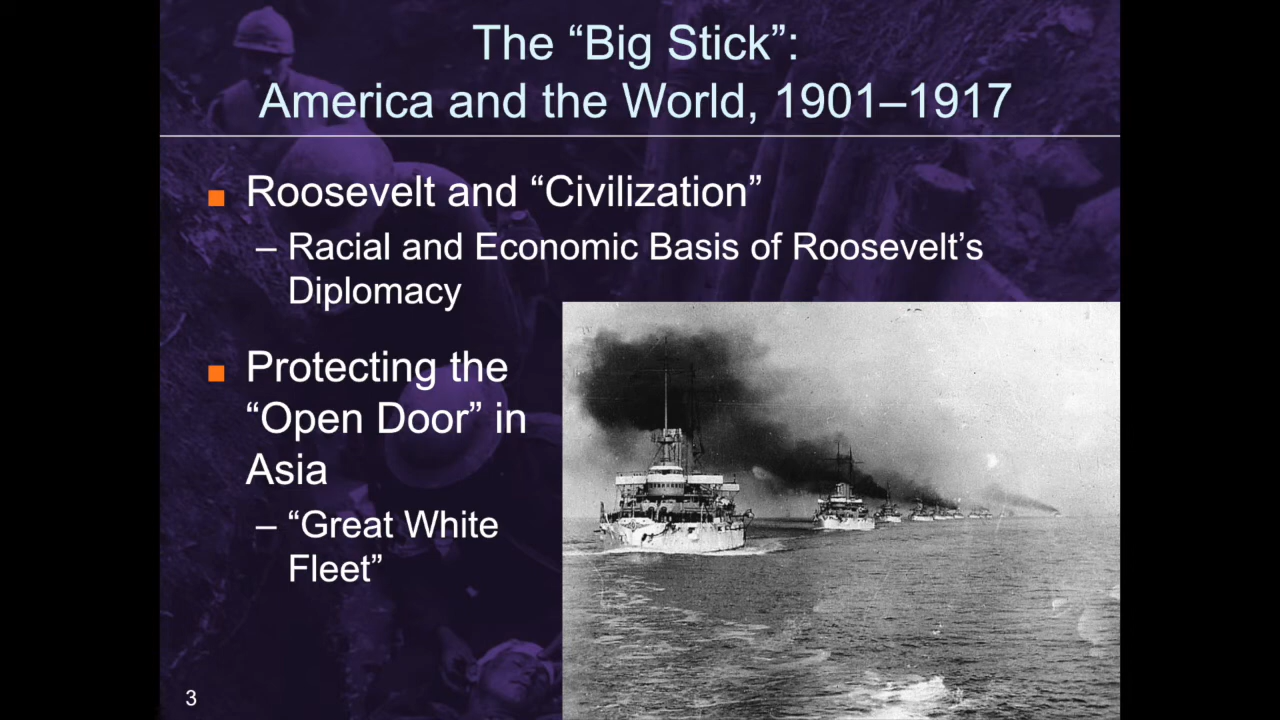 The “Big Stick”:
America and the World, 1901–1917
Roosevelt and “Civilization”
– Racial and Economic Basis of Roosevelt’s
Diplomacy
Protecting the
“Open Door” in
Asia
– “Great White
Fleet”
3